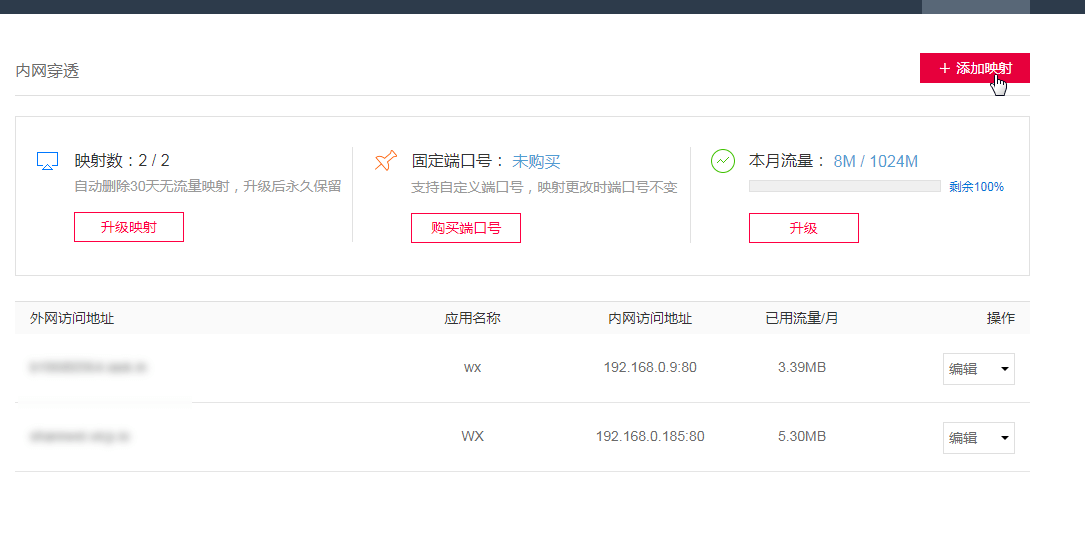 内网穿透
+ 添加映射
映射数：2 / 2
自动删除30天无流量映射，升级后永久保留
升级映射
固定端口号： 未购买
支持自定义端口号，映射更改时端口号不变
购买端口号
本月流量： 8M / 1024M
剩余100%
升级
外网访问地址 应用名称 内网访问地址 已用流量/月 操作
wx 192.168.0.9:80 3.39MB 编辑
WX 192.168.0.185:80 5.30MB 编辑